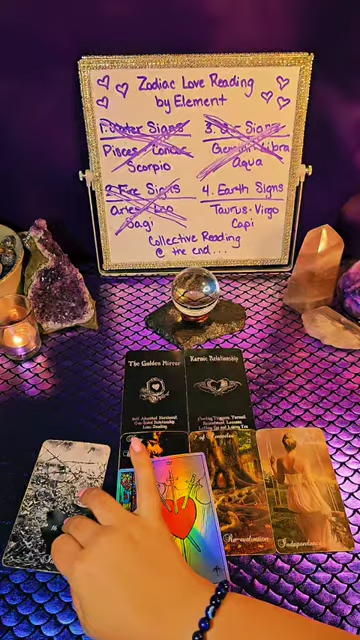 Zodiac Love Reading
by Element
1. Water Signs
Pisces · Cancer
Scorpio
2. Fire Signs
Aries · Leo
Sagi
3. Air Signs
Gemini · Libra
Aqua
4. Earth Signs
Taurus · Virgo
Capi
Collective Reading
@ the end...
The Golden Mirror
Karmic Relationship
Re-evaluation
Independence